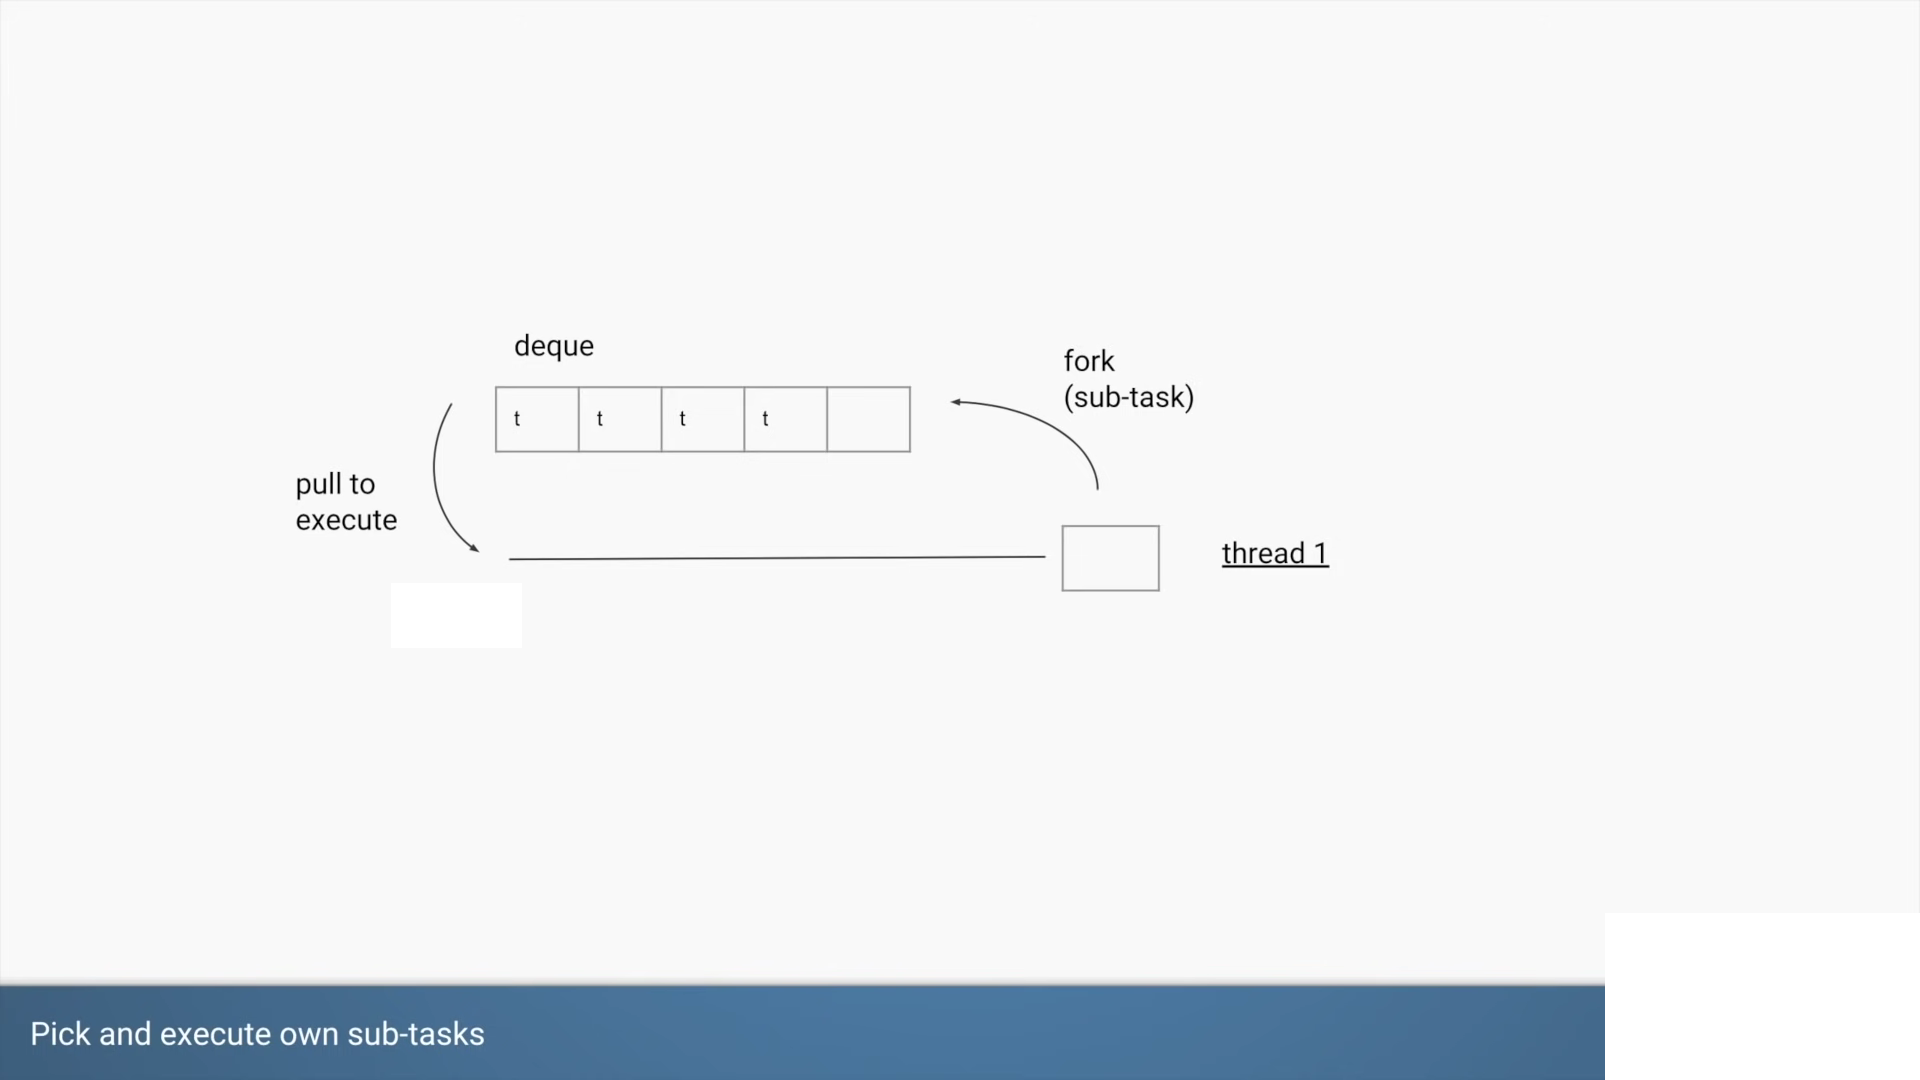 deque
fork
(sub-task)
t t t t
pull to
execute
thread 1
Pick and execute own sub-tasks